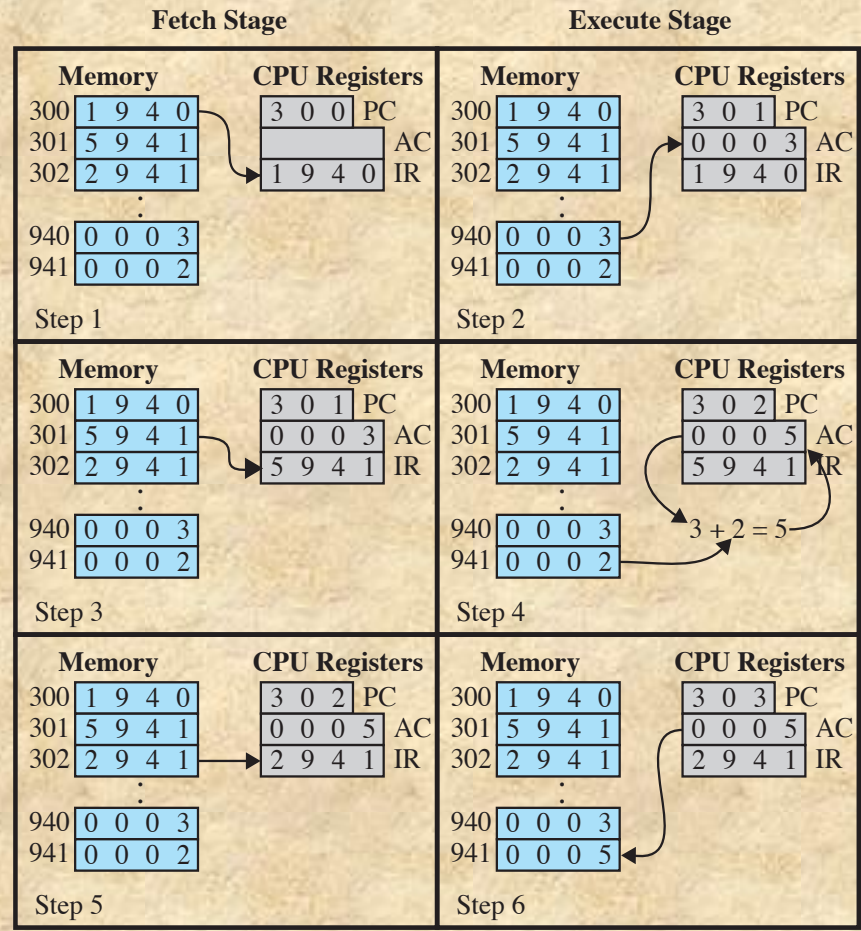 Fetch Stage Execute Stage
Memory CPU Registers
300 1 9 4 0 3 0 0 PC
301 5 9 4 1 AC
302 2 9 4 1 1 9 4 0 IR
940 0 0 0 3
941 0 0 0 2
Step 1
Memory CPU Registers
300 1 9 4 0 3 0 1 PC
301 5 9 4 1 0 0 0 3 AC
302 2 9 4 1 1 9 4 0 IR
940 0 0 0 3
941 0 0 0 2
Step 2
Memory CPU Registers
300 1 9 4 0 3 0 1 PC
301 5 9 4 1 0 0 0 3 AC
302 2 9 4 1 5 9 4 1 IR
940 0 0 0 3
941 0 0 0 2
Step 3
Memory CPU Registers
300 1 9 4 0 3 0 2 PC
301 5 9 4 1 0 0 0 5 AC
302 2 9 4 1 5 9 4 1 IR
940 0 0 0 3 3 + 2 = 5
941 0 0 0 2
Step 4
Memory CPU Registers
300 1 9 4 0 3 0 2 PC
301 5 9 4 1 0 0 0 5 AC
302 2 9 4 1 2 9 4 1 IR
940 0 0 0 3
941 0 0 0 2
Step 5
Memory CPU Registers
300 1 9 4 0 3 0 3 PC
301 5 9 4 1 0 0 0 5 AC
302 2 9 4 1 2 9 4 1 IR
940 0 0 0 3
941 0 0 0 5
Step 6